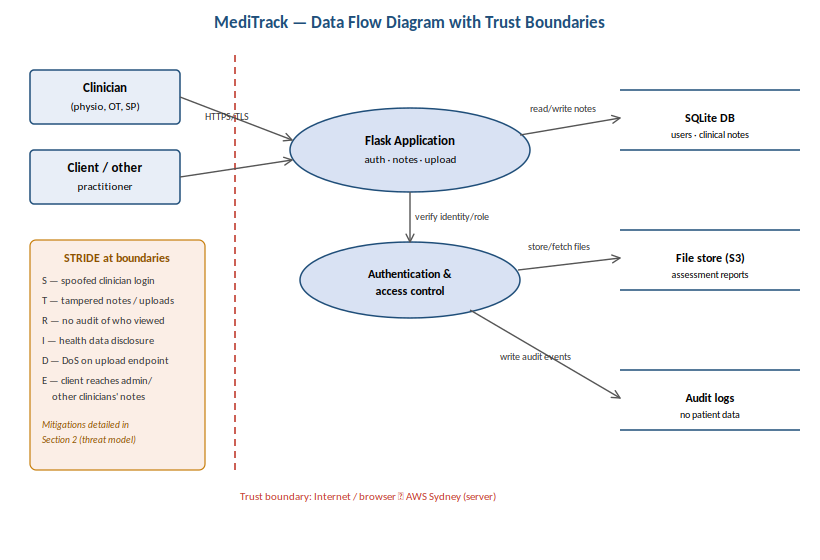 MediTrack — Data Flow Diagram with Trust Boundaries
Clinician
(physio, OT, SP)
HTTPS/TLS
Client / other
practitioner
Flask Application
auth · notes · upload
read/write notes
SQLite DB
users · clinical notes
verify identity/role
Authentication &
access control
store/fetch files
File store (S3)
assessment reports
write audit events
Audit logs
no patient data
STRIDE at boundaries
S — spoofed clinician login
T — tampered notes / uploads
R — no audit of who viewed
I — health data disclosure
D — DoS on upload endpoint
E — client reaches admin/
other clinicians' notes
Mitigations detailed in
Section 2 (threat model)
Trust boundary: Internet / browser AWS Sydney (server)